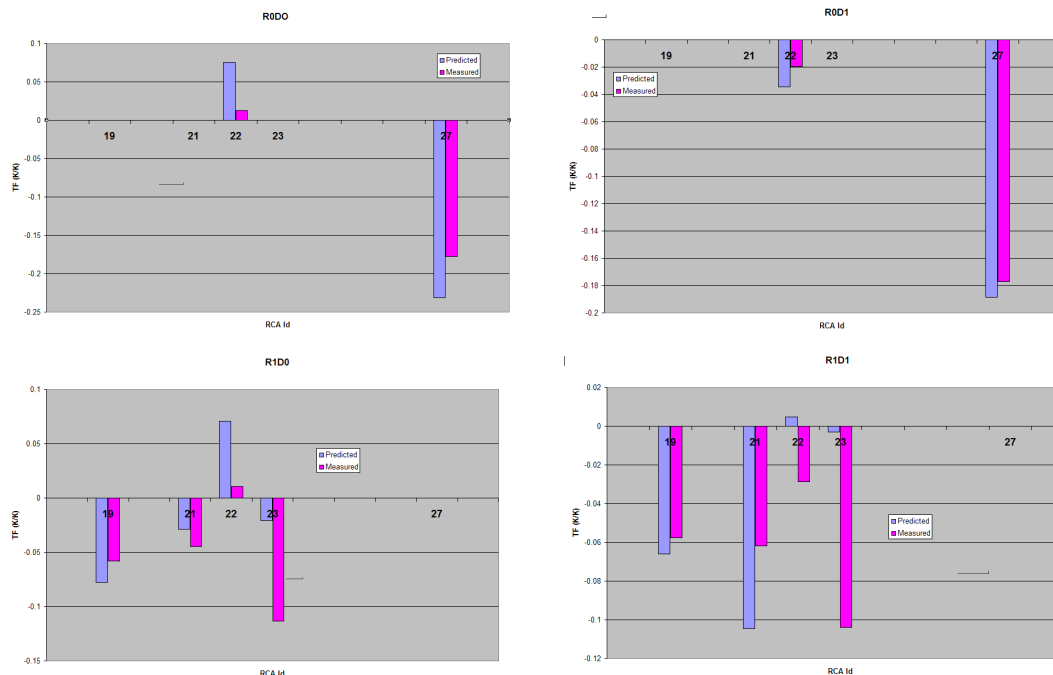 R0DO
0.1
0.05
0
-0.05
-0.1
-0.15
-0.2
-0.25
TF (K/K)
19
21
22
23
27
Predicted
Measured
RCA Id
R0D1
0
-0.02
-0.04
-0.06
-0.08
-0.1
-0.12
-0.14
-0.16
-0.18
-0.2
TF (K/K)
19
21
22
23
27
Predicted
Measured
RCA Id
R1D0
0.1
0.05
0
-0.05
-0.1
-0.15
TF (K/K)
19
21
22
23
27
Predicted
Measured
RCA Id
R1D1
0.02
0
-0.02
-0.04
-0.06
-0.08
-0.1
-0.12
TF (K/K)
19
21
22
23
27
Predicted
Measured
RCA Id